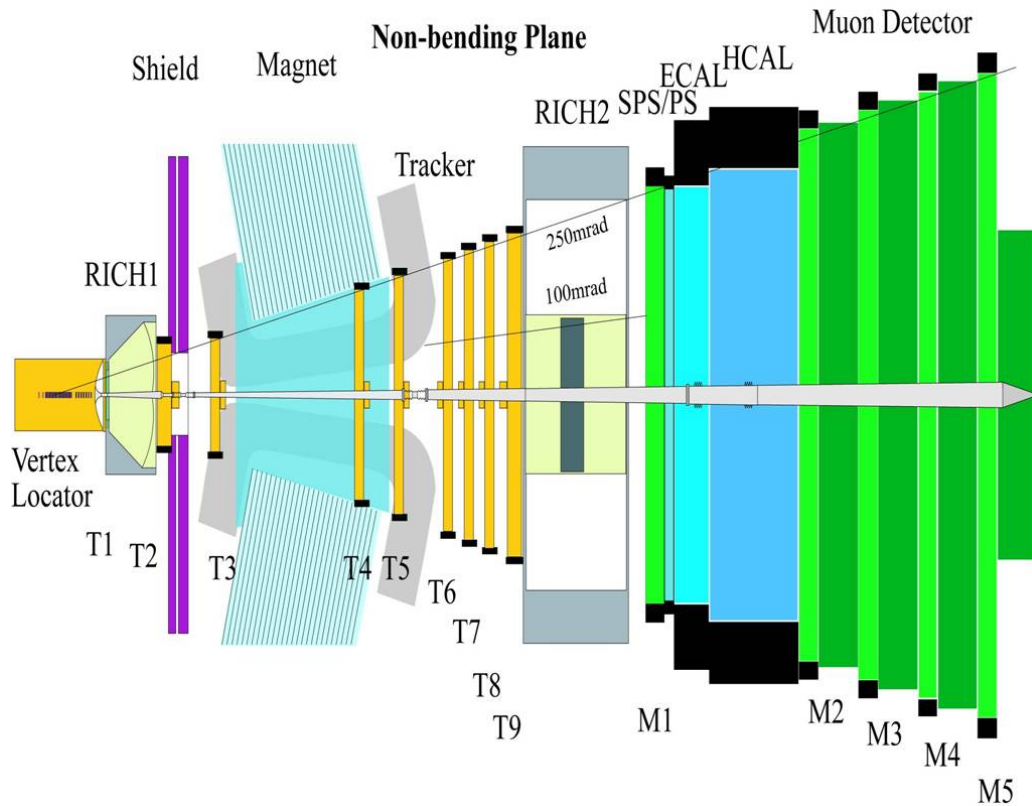 Non-bending Plane
Muon Detector
Shield
Magnet
HCAL
ECAL
SPS/PS
RICH2
Tracker
250mrad
RICH1
100mrad
Vertex
Locator
T1
T2
T3
T4
T5
T6
T7
T8
T9
M1
M2
M3
M4
M5